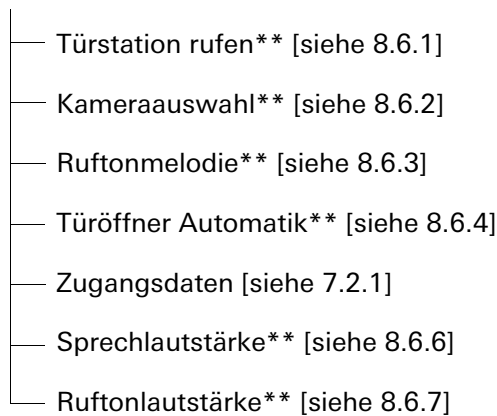 Türstation rufen** [siehe 8.6.1]
Kameraauswahl** [siehe 8.6.2]
Ruftonmelodie** [siehe 8.6.3]
Türöffner Automatik** [siehe 8.6.4]
Zugangsdaten [siehe 7.2.1]
Sprechlautstärke** [siehe 8.6.6]
Ruftonlautstärke** [siehe 8.6.7]